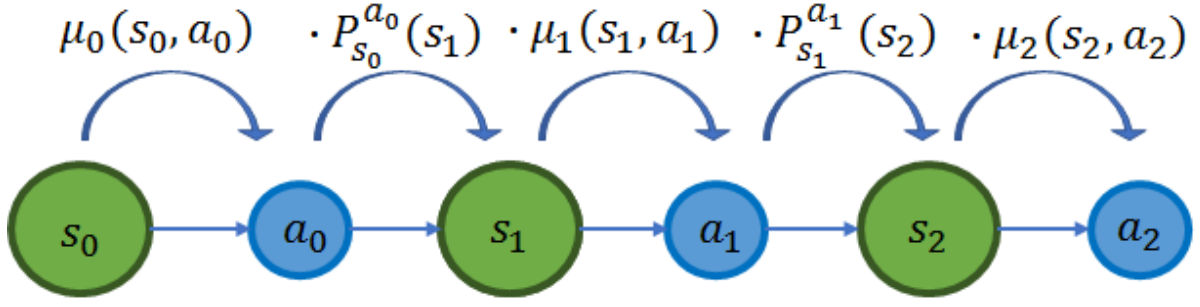 μ₀(s₀, a₀) · P_{s₀}^{a₀}(s₁) · μ₁(s₁, a₁) · P_{s₁}^{a₁}(s₂) · μ₂(s₂, a₂)
s₀ a₀ s₁ a₁ s₂ a₂